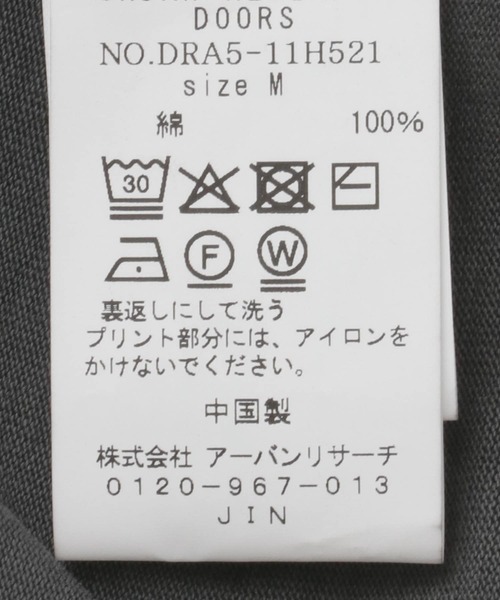 DOORS
NO.DRA5-11H521
size M
綿 100%
30
F W
裏返しにして洗う
プリント部分には、アイロンを
かけないでください。
中国製
株式会社 アーバンリサーチ
0120-967-013
JIN